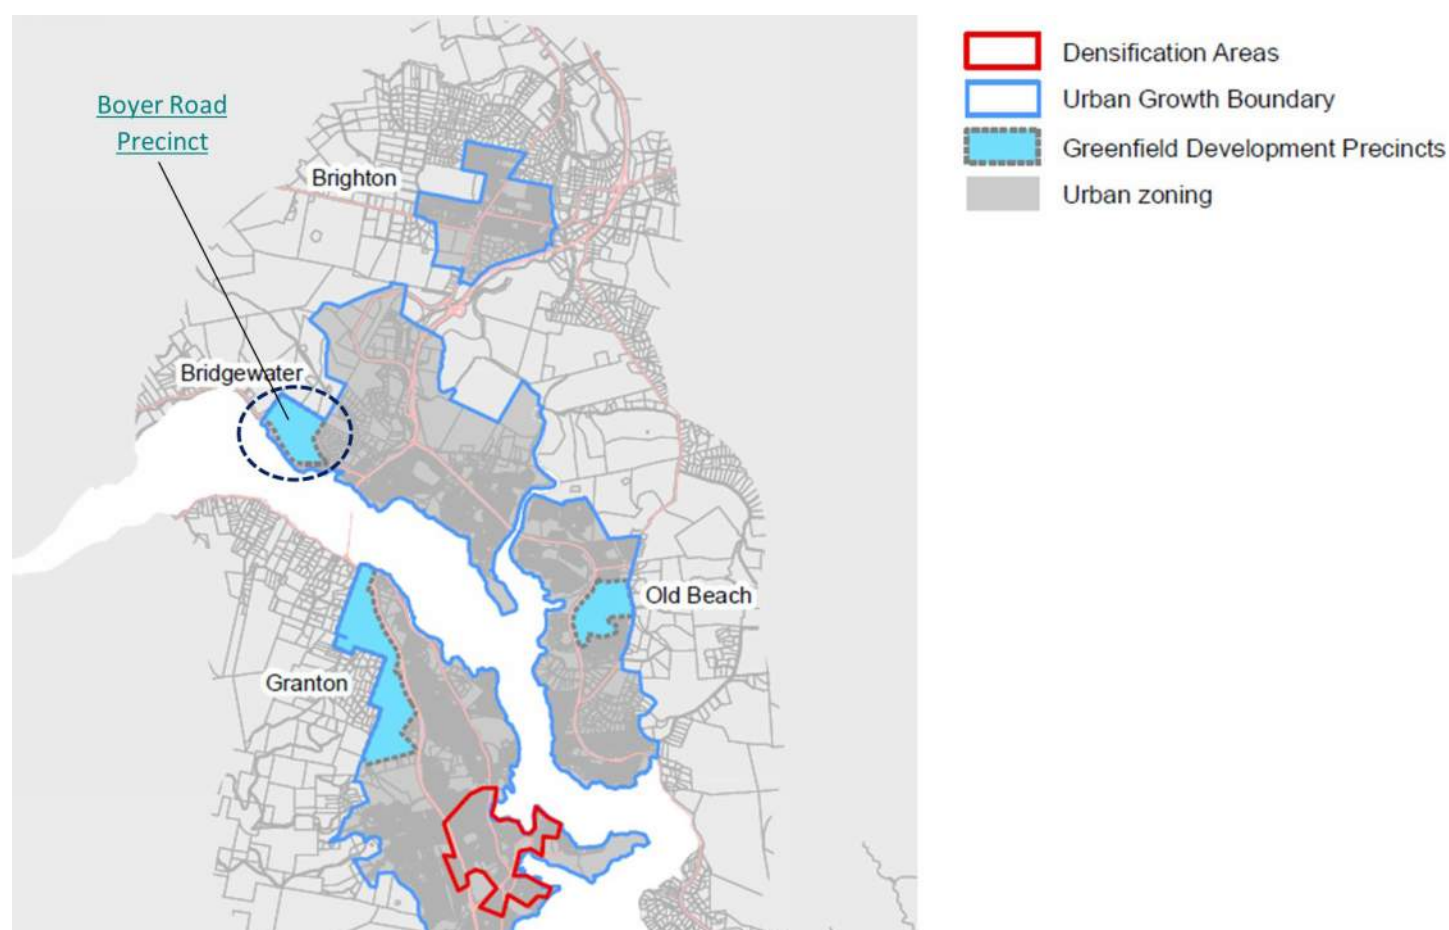 Boyer Road
Precinct
Brighton
Bridgewater
Old Beach
Granton
Densification Areas
Urban Growth Boundary
Greenfield Development Precincts
Urban zoning